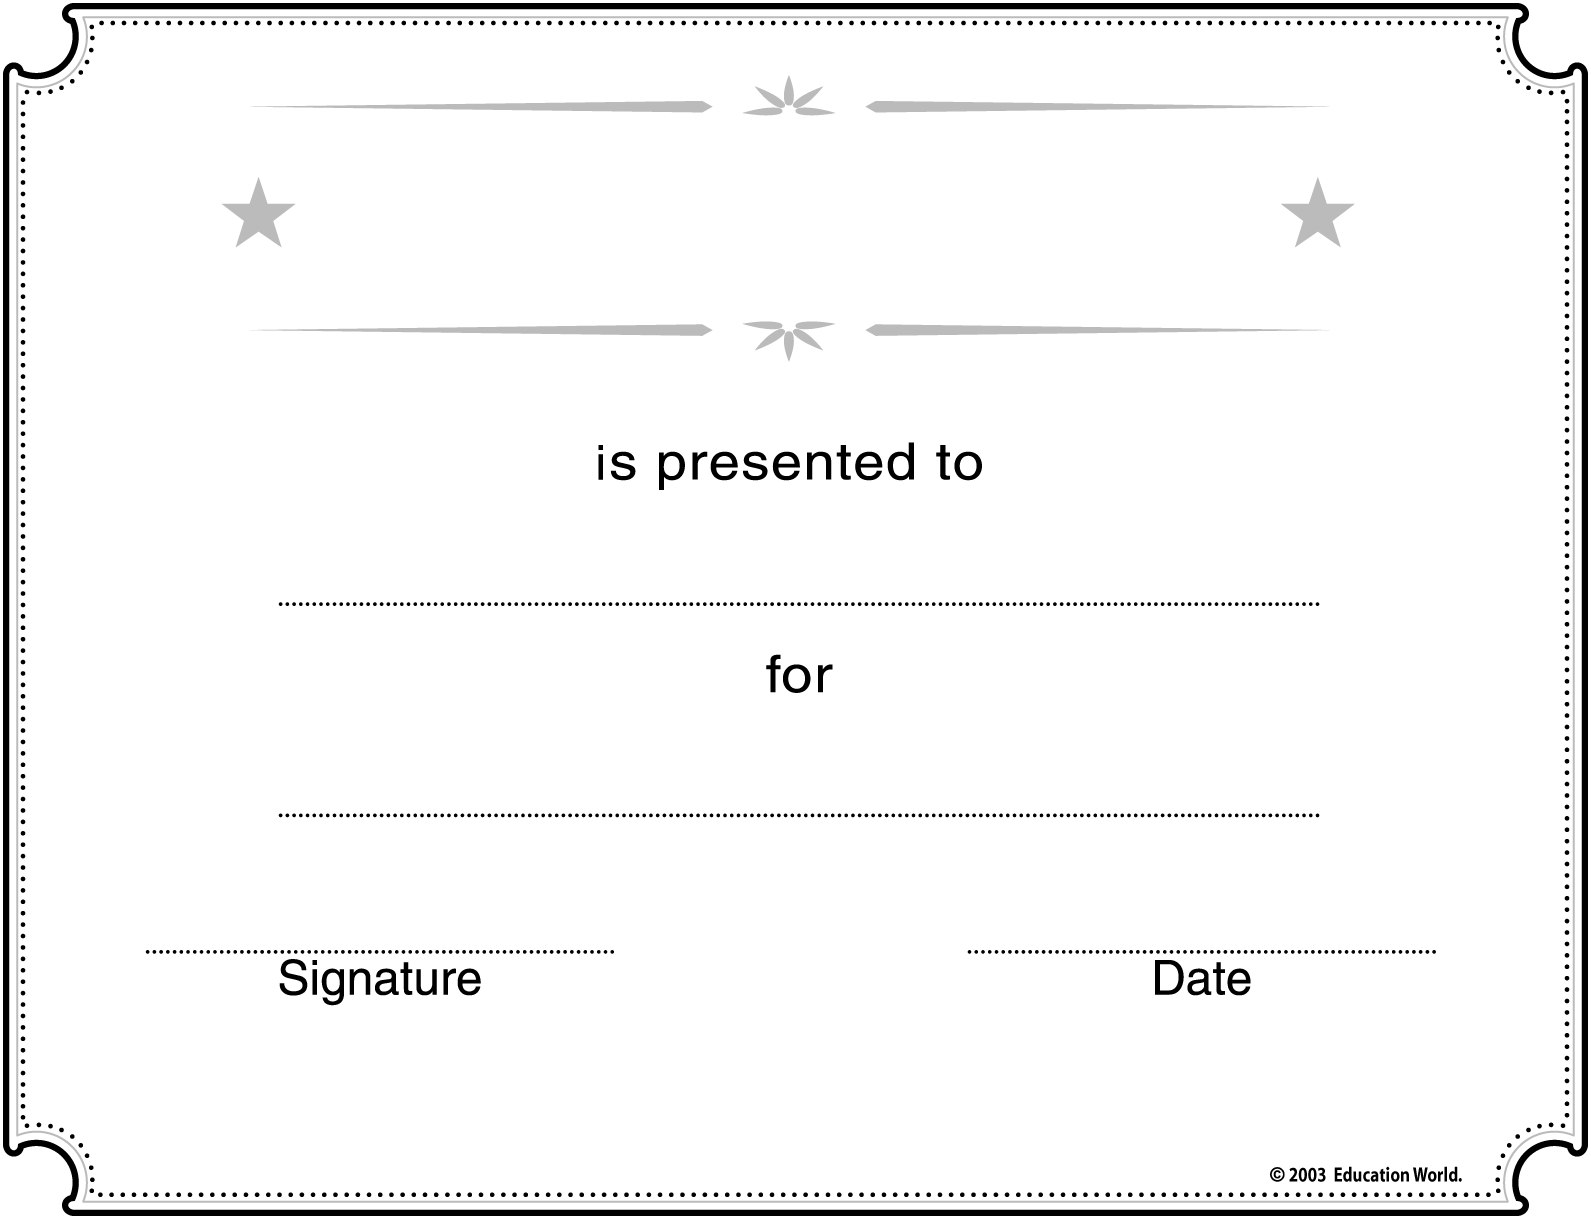 is presented to
for
Signature
Date
© 2003 Education World.